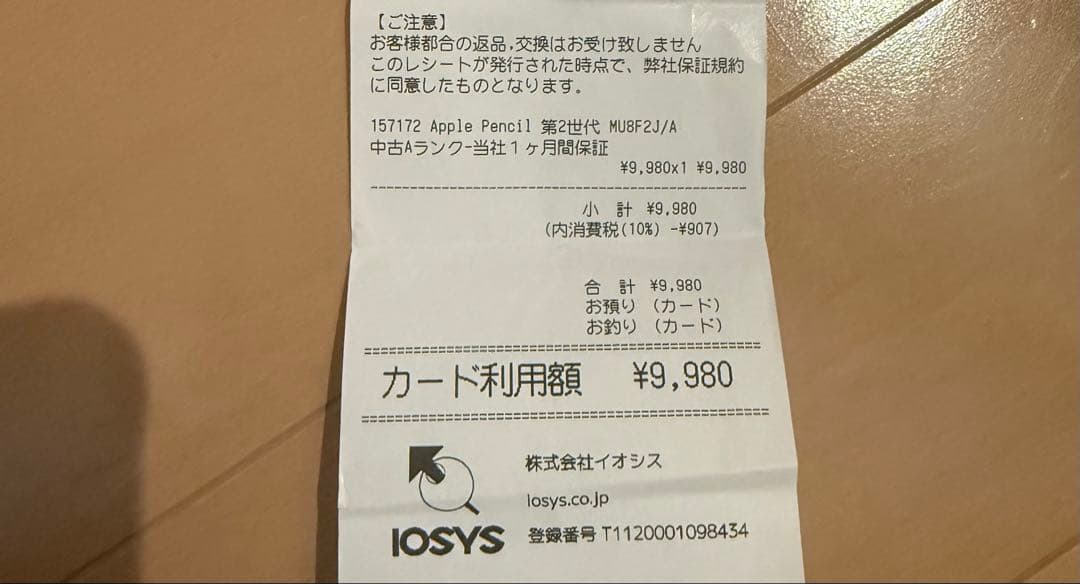 【ご注意】
お客様都合の返品,交換はお受け致しません
このレシートが発行された時点で、弊社保証規約
に同意したものとなります。
157172 Apple Pencil 第2世代 MU8F2J/A
中古Aランク-当社1ヶ月間保証
¥9,980x1 ¥9,980
小 計 ¥9,980
(内消費税(10%) -¥907)
合 計 ¥9,980
お預り (カード)
お釣り (カード)
カード利用額 ¥9,980
株式会社イオシス
iosys.co.jp
IOSYS 登録番号 T1120001098434